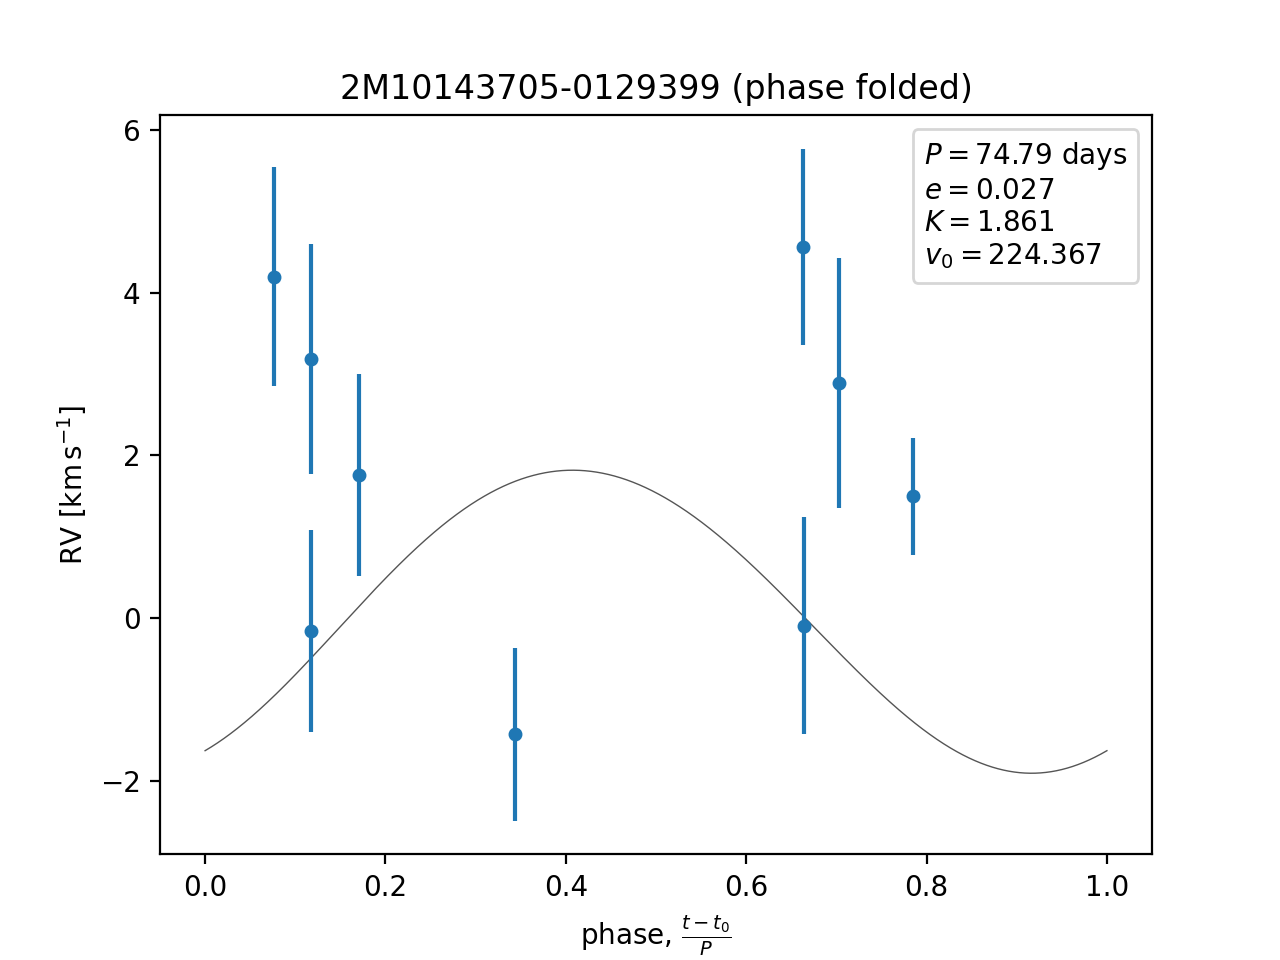 2M10143705-0129399 (phase folded)
P = 74.79 days
e = 0.027
K = 1.861
v₀ = 224.367
RV [km s⁻¹]
6
4
2
0
−2
0.0 0.2 0.4 0.6 0.8 1.0
phase, (t − t₀)/P